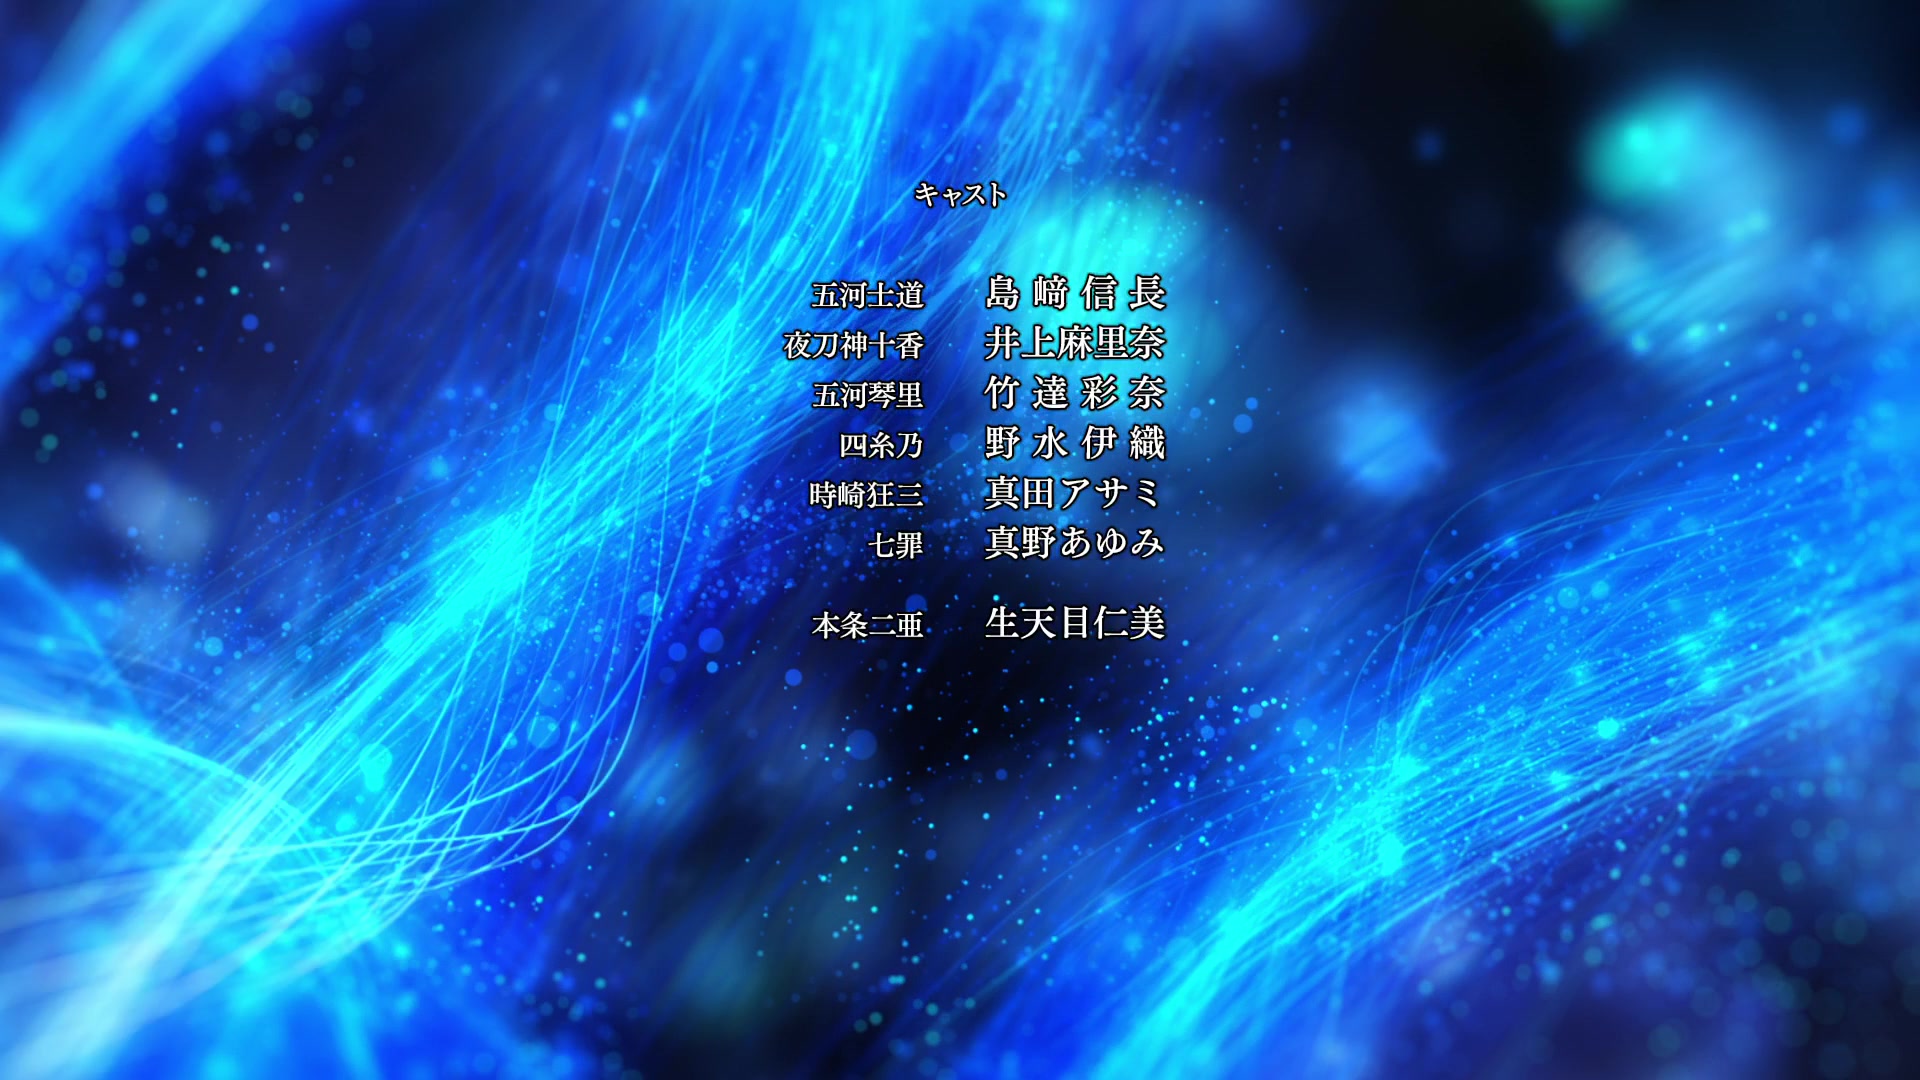 キャスト
五河士道 島﨑信長
夜刀神十香 井上麻里奈
五河琴里 竹達彩奈
四糸乃 野水伊織
時崎狂三 真田アサミ
七罪 真野あゆみ
本条二亜 生天目仁美